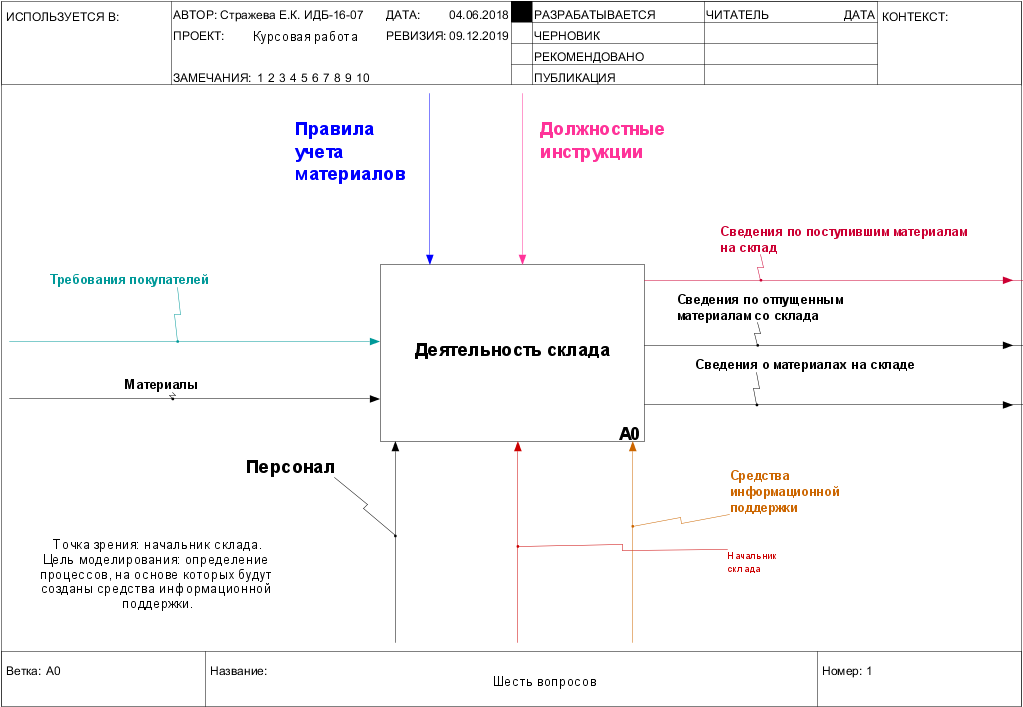 ИСПОЛЬЗУЕТСЯ В:
АВТОР: Стражева Е.К. ИДБ-16-07
ДАТА: 04.06.2018
ПРОЕКТ: Курсовая работа
РЕВИЗИЯ: 09.12.2019
ЗАМЕЧАНИЯ: 1 2 3 4 5 6 7 8 9 10
РАЗРАБАТЫВАЕТСЯ
ЧЕРНОВИК
РЕКОМЕНДОВАНО
ПУБЛИКАЦИЯ
ЧИТАТЕЛЬ ДАТА
КОНТЕКСТ:
Правила
учета
материалов
Должностные
инструкции
Сведения по поступившим материалам
на склад
Требования покупателей
Сведения по отпущенным
материалам со склада
Деятельность склада
Сведения о материалах на складе
Материалы
А0
Персонал
Средства
информационной
поддержки
Начальник
склада
Точка зрения: начальник склада.
Цель моделирования: определение
процессов, на основе которых будут
созданы средства информационной
поддержки.
Ветка: А0
Название:
Шесть вопросов
Номер: 1